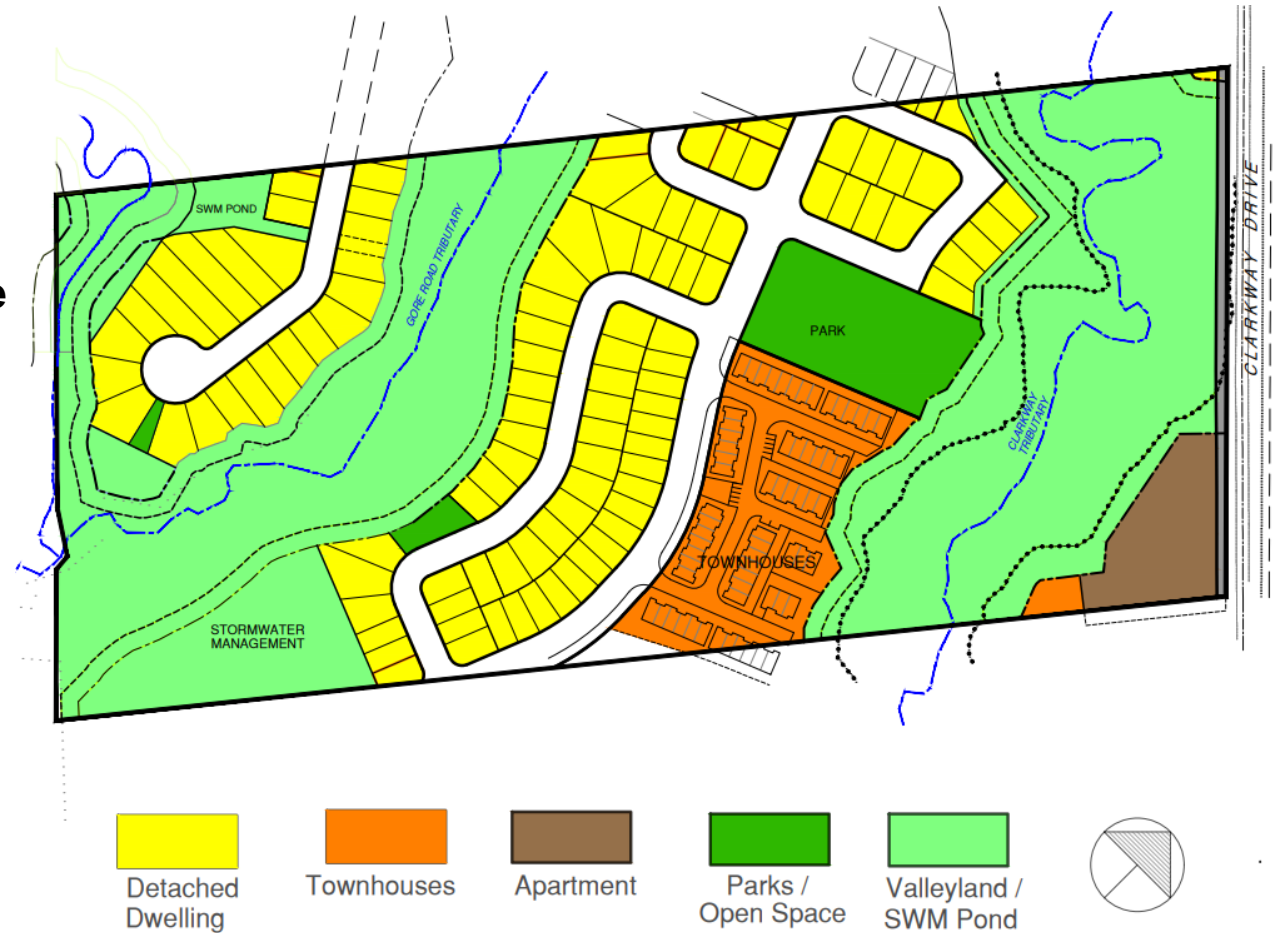 e
SWM POND
GORE ROAD TRIBUTARY
PARK
CLARKWAY DRIVE
CLARKWAY
TRIBUTARY
TOWNHOUSES
STORMWATER
MANAGEMENT
Detached
Dwelling
Townhouses
Apartment
Parks /
Open Space
Valleyland /
SWM Pond